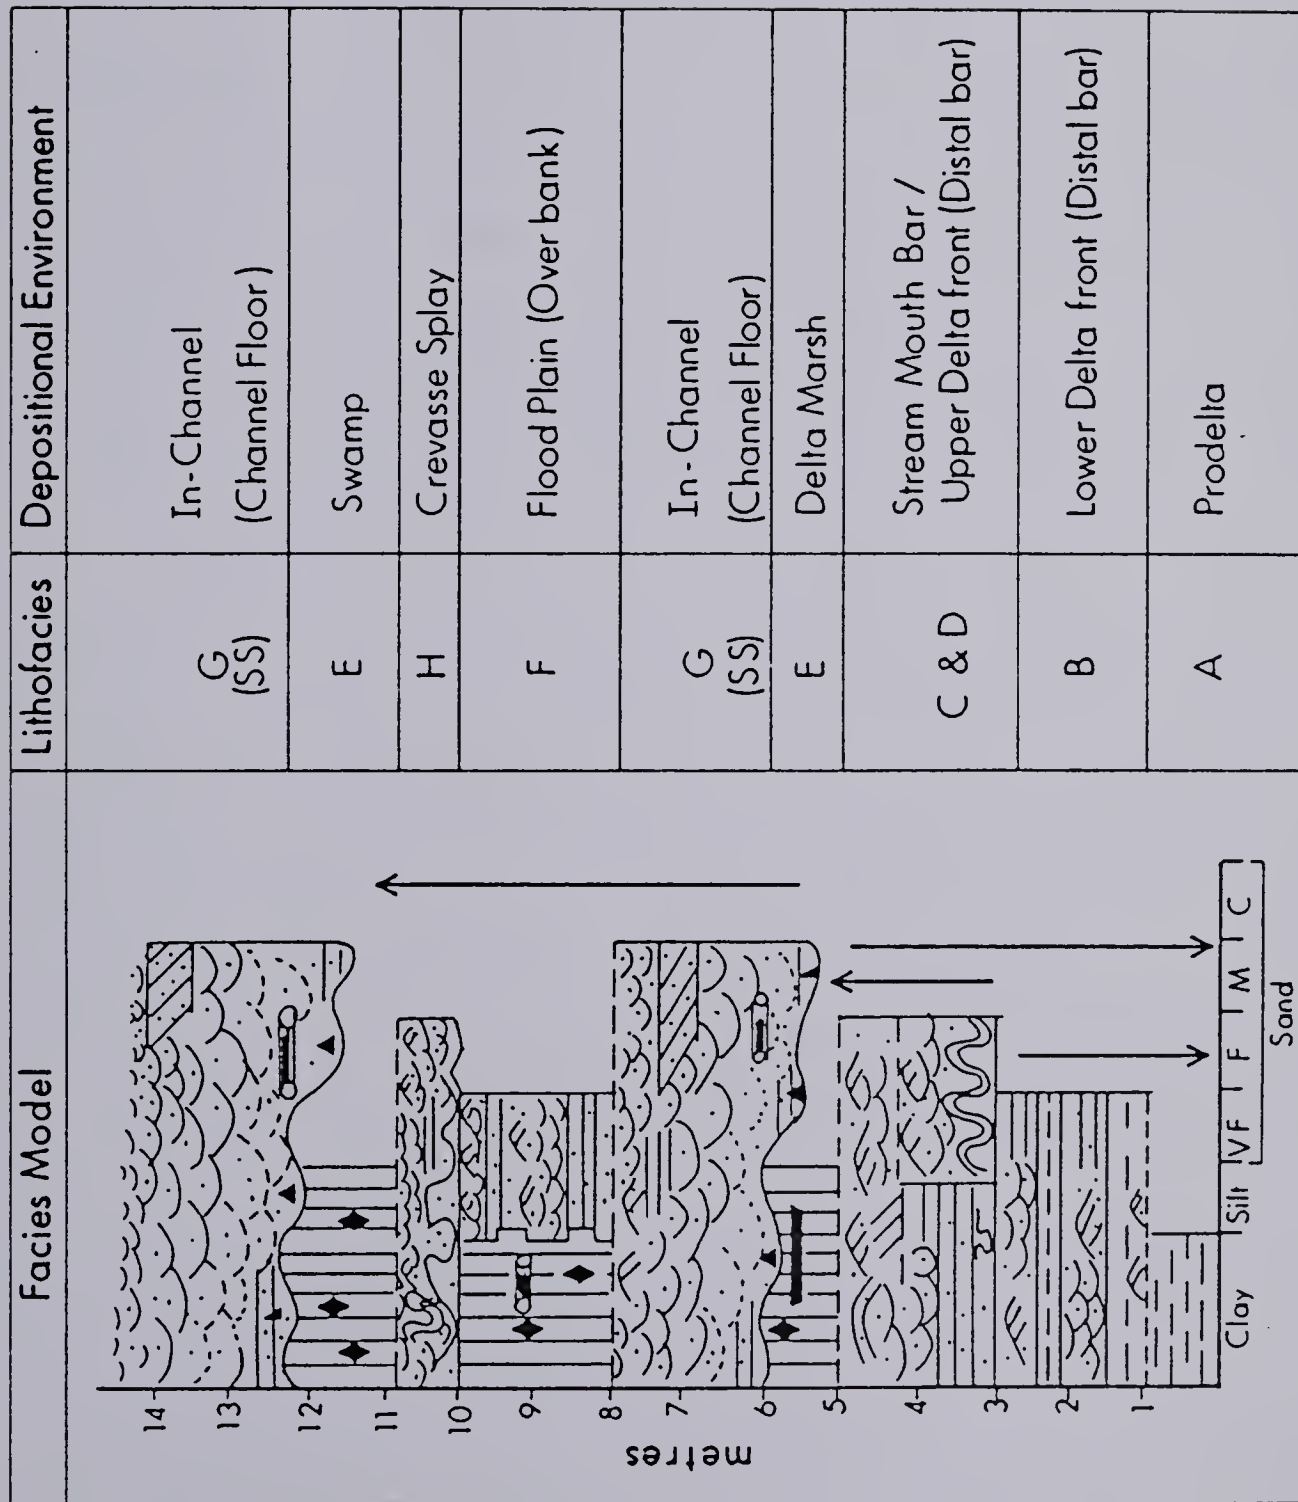 Facies Model
Lithofacies
Depositional Environment
G
(SS)
In-Channel
(Channel Floor)
E
Swamp
H
Crevasse Splay
F
Flood Plain (Over bank)
G
(SS)
In-Channel
(Channel Floor)
E
Delta Marsh
C & D
Stream Mouth Bar /
Upper Delta front (Distal bar)
B
Lower Delta front (Distal bar)
A
Prodelta
14
13
12
11
10
9
8
7
6
5
4
3
2
1
metres
Clay
Silt
VF
F
M
C
Sand